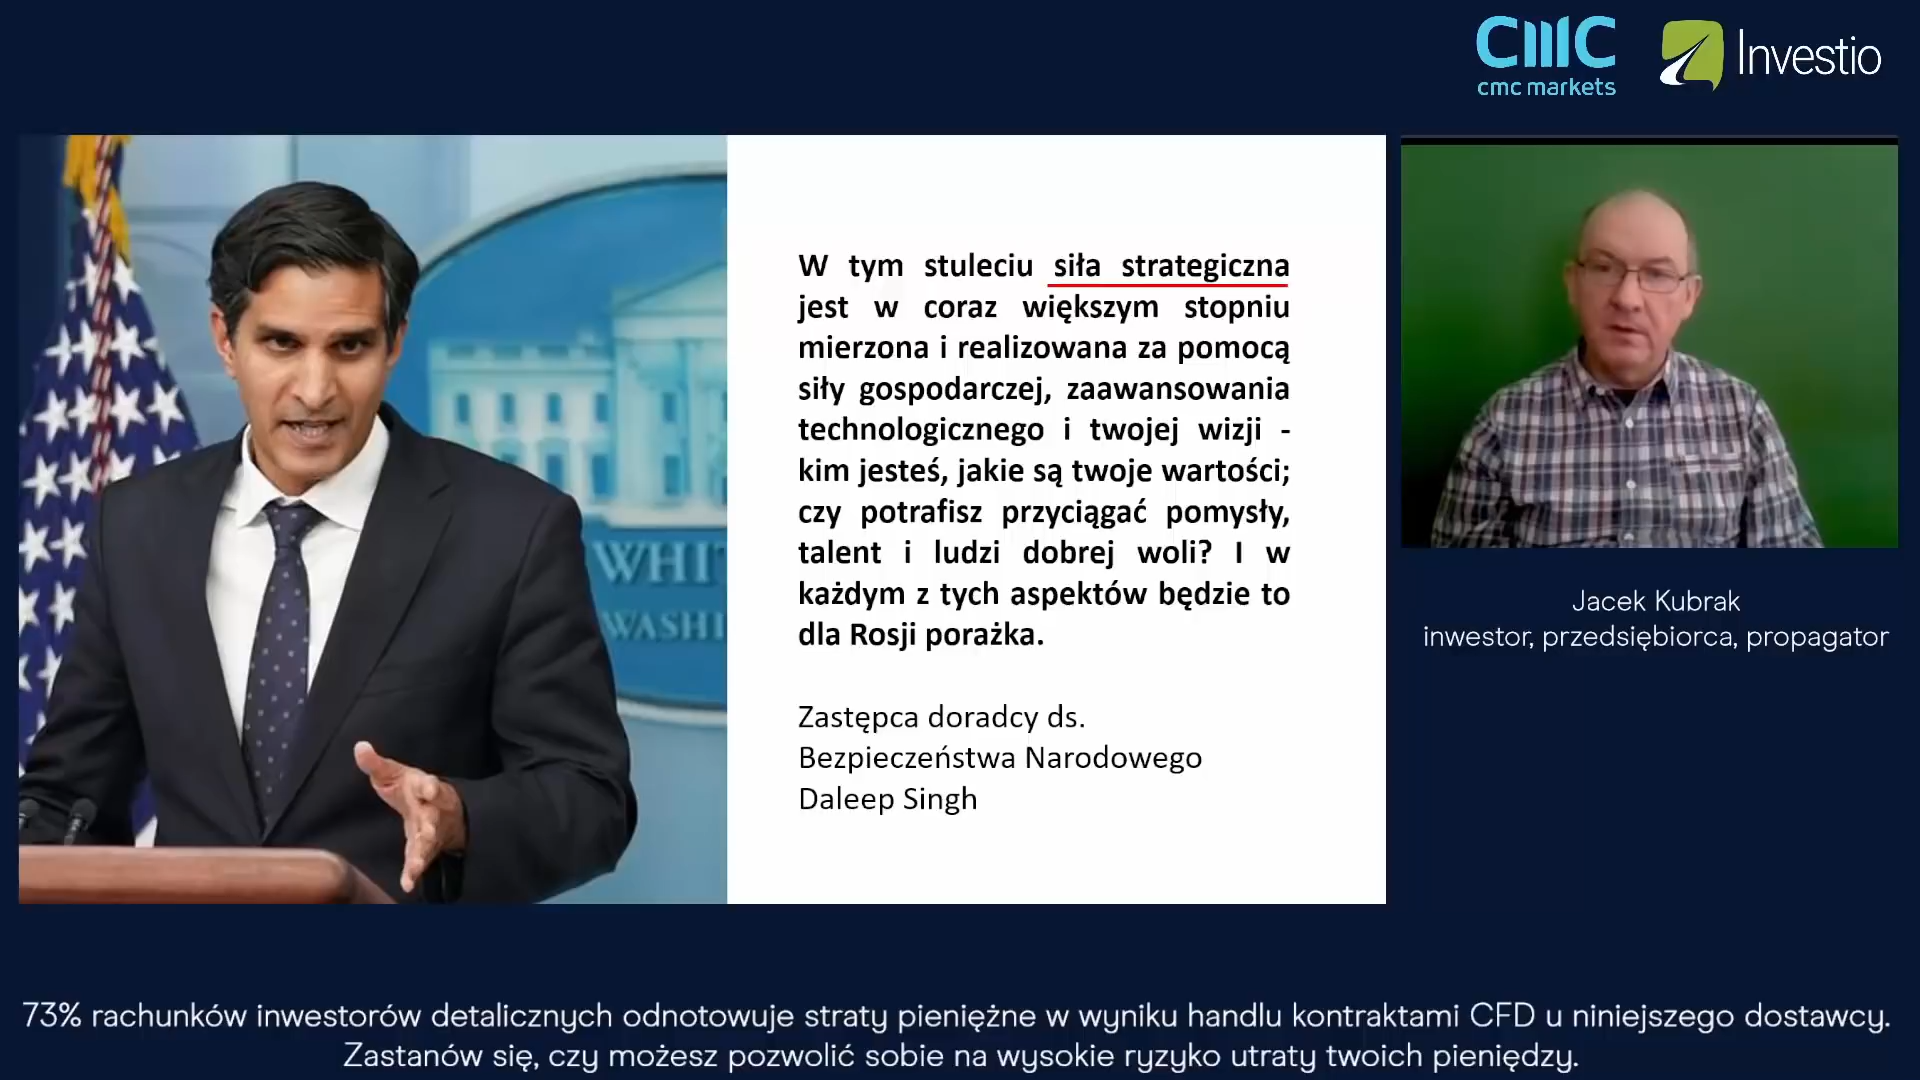 CMC
cmc markets
Investio
WHI
WASHI
W tym stuleciu siła strategiczna
jest w coraz większym stopniu
mierzona i realizowana za pomocą
siły gospodarczej, zaawansowania
technologicznego i twojej wizji -
kim jesteś, jakie są twoje wartości;
czy potrafisz przyciągać pomysły,
talent i ludzi dobrej woli? I w
każdym z tych aspektów będzie to
dla Rosji porażka.
Zastępca doradcy ds.
Bezpieczeństwa Narodowego
Daleep Singh
Jacek Kubrak
inwestor, przedsiębiorca, propagator
73% rachunków inwestorów detalicznych odnotowuje straty pieniężne w wyniku handlu kontraktami CFD u niniejszego dostawcy.
Zastanów się, czy możesz pozwolić sobie na wysokie ryzyko utraty twoich pieniędzy.